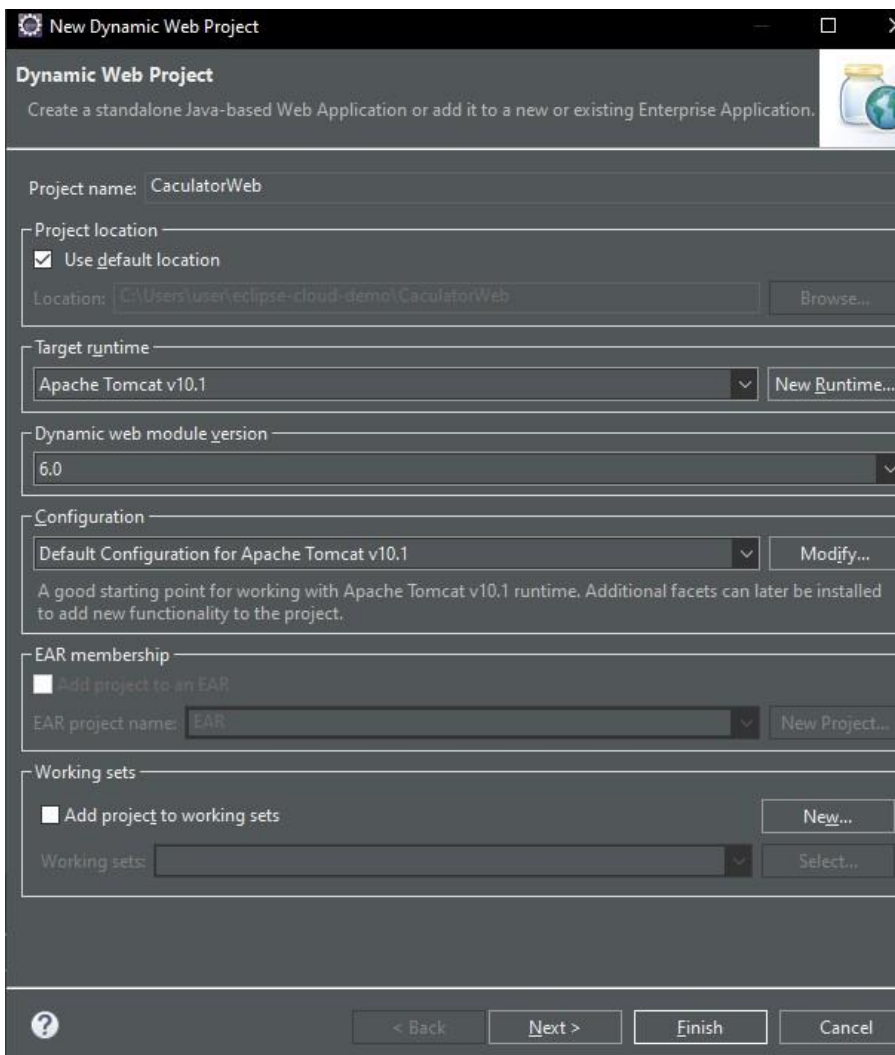 New Dynamic Web Project
Dynamic Web Project
Create a standalone Java-based Web Application or add it to a new or existing Enterprise Application.
Project name: CaculatorWeb
Project location
Use default location
Location: C:\Users\user\eclipse-cloud-demo\CaculatorWeb Browse...
Target runtime
Apache Tomcat v10.1 New Runtime...
Dynamic web module version
6.0
Configuration
Default Configuration for Apache Tomcat v10.1 Modify...
A good starting point for working with Apache Tomcat v10.1 runtime. Additional facets can later be installed
to add new functionality to the project.
EAR membership
Add project to an EAR
EAR project name: EAR New Project...
Working sets
Add project to working sets New...
Working sets: Select...
? < Back Next > Finish Cancel